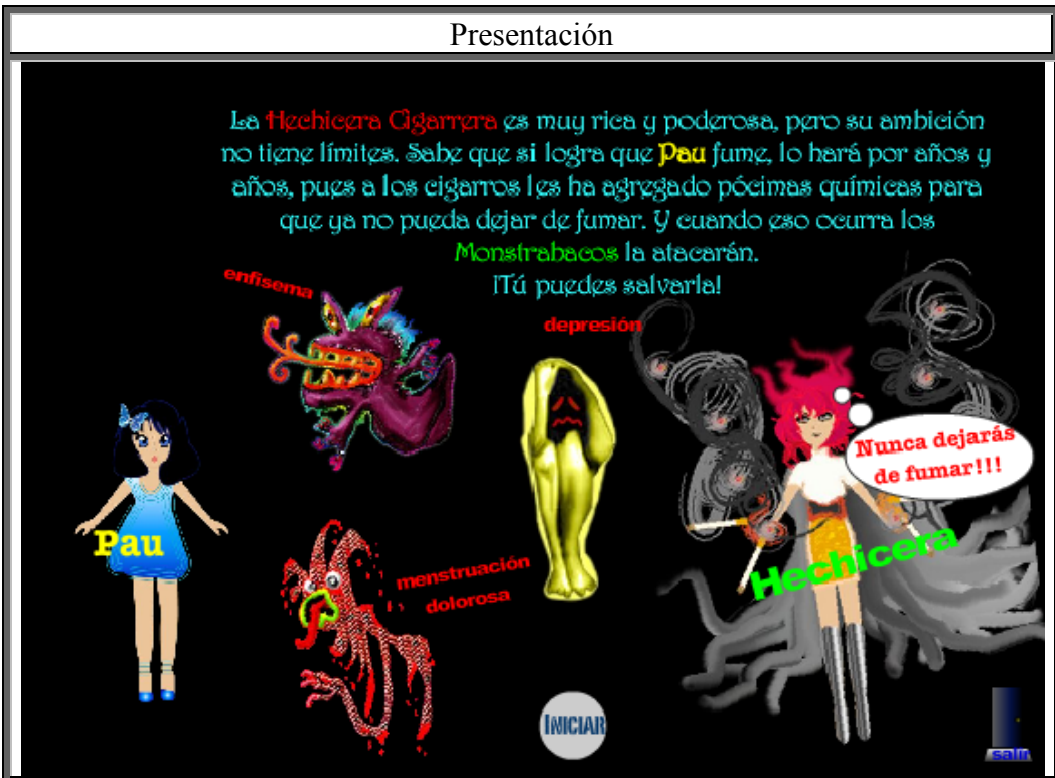 Presentación
La Hechicera Cigarrera es muy rica y poderosa, pero su ambición
no tiene límites. Sabe que si logra que Pau fume, lo hará por años y
años, pues a los cigarros les ha agregado pócimas químicas para
que ya no pueda dejar de fumar. Y cuando eso ocurra los
Monstrabacos la atacarán.
¡Tú puedes salvarla!
enfisema
depresión
Nunca dejarás
de fumar!!!
Pau
Hechicera
menstruación
dolorosa
INICIAR
salir